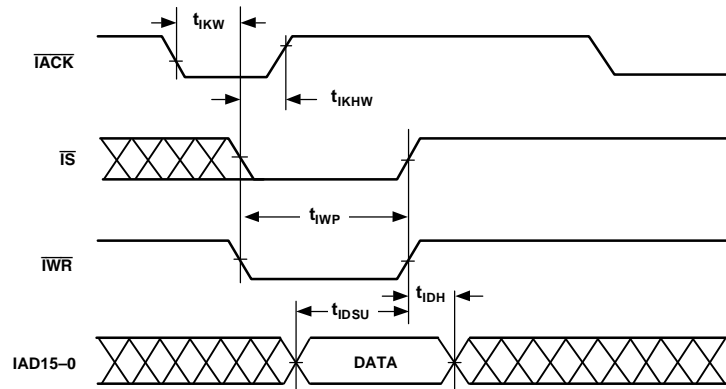 tIKW
IACK
tIKHW
IS
tIWP
IWR
tIDH
tIDSU
IAD15–0
DATA